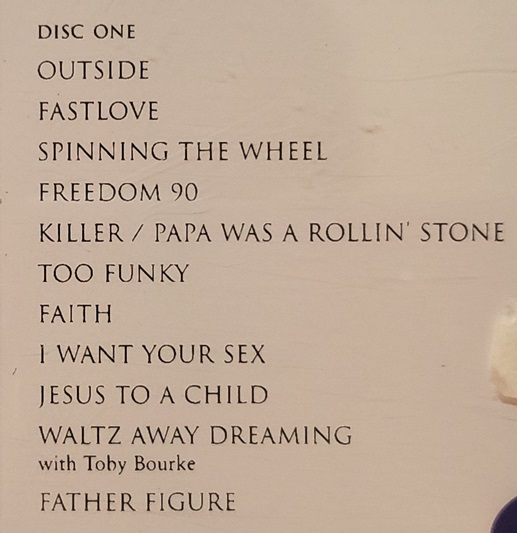 DISC ONE
OUTSIDE
FASTLOVE
SPINNING THE WHEEL
FREEDOM 90
KILLER / PAPA WAS A ROLLIN' STONE
TOO FUNKY
FAITH
I WANT YOUR SEX
JESUS TO A CHILD
WALTZ AWAY DREAMING
with Toby Bourke
FATHER FIGURE